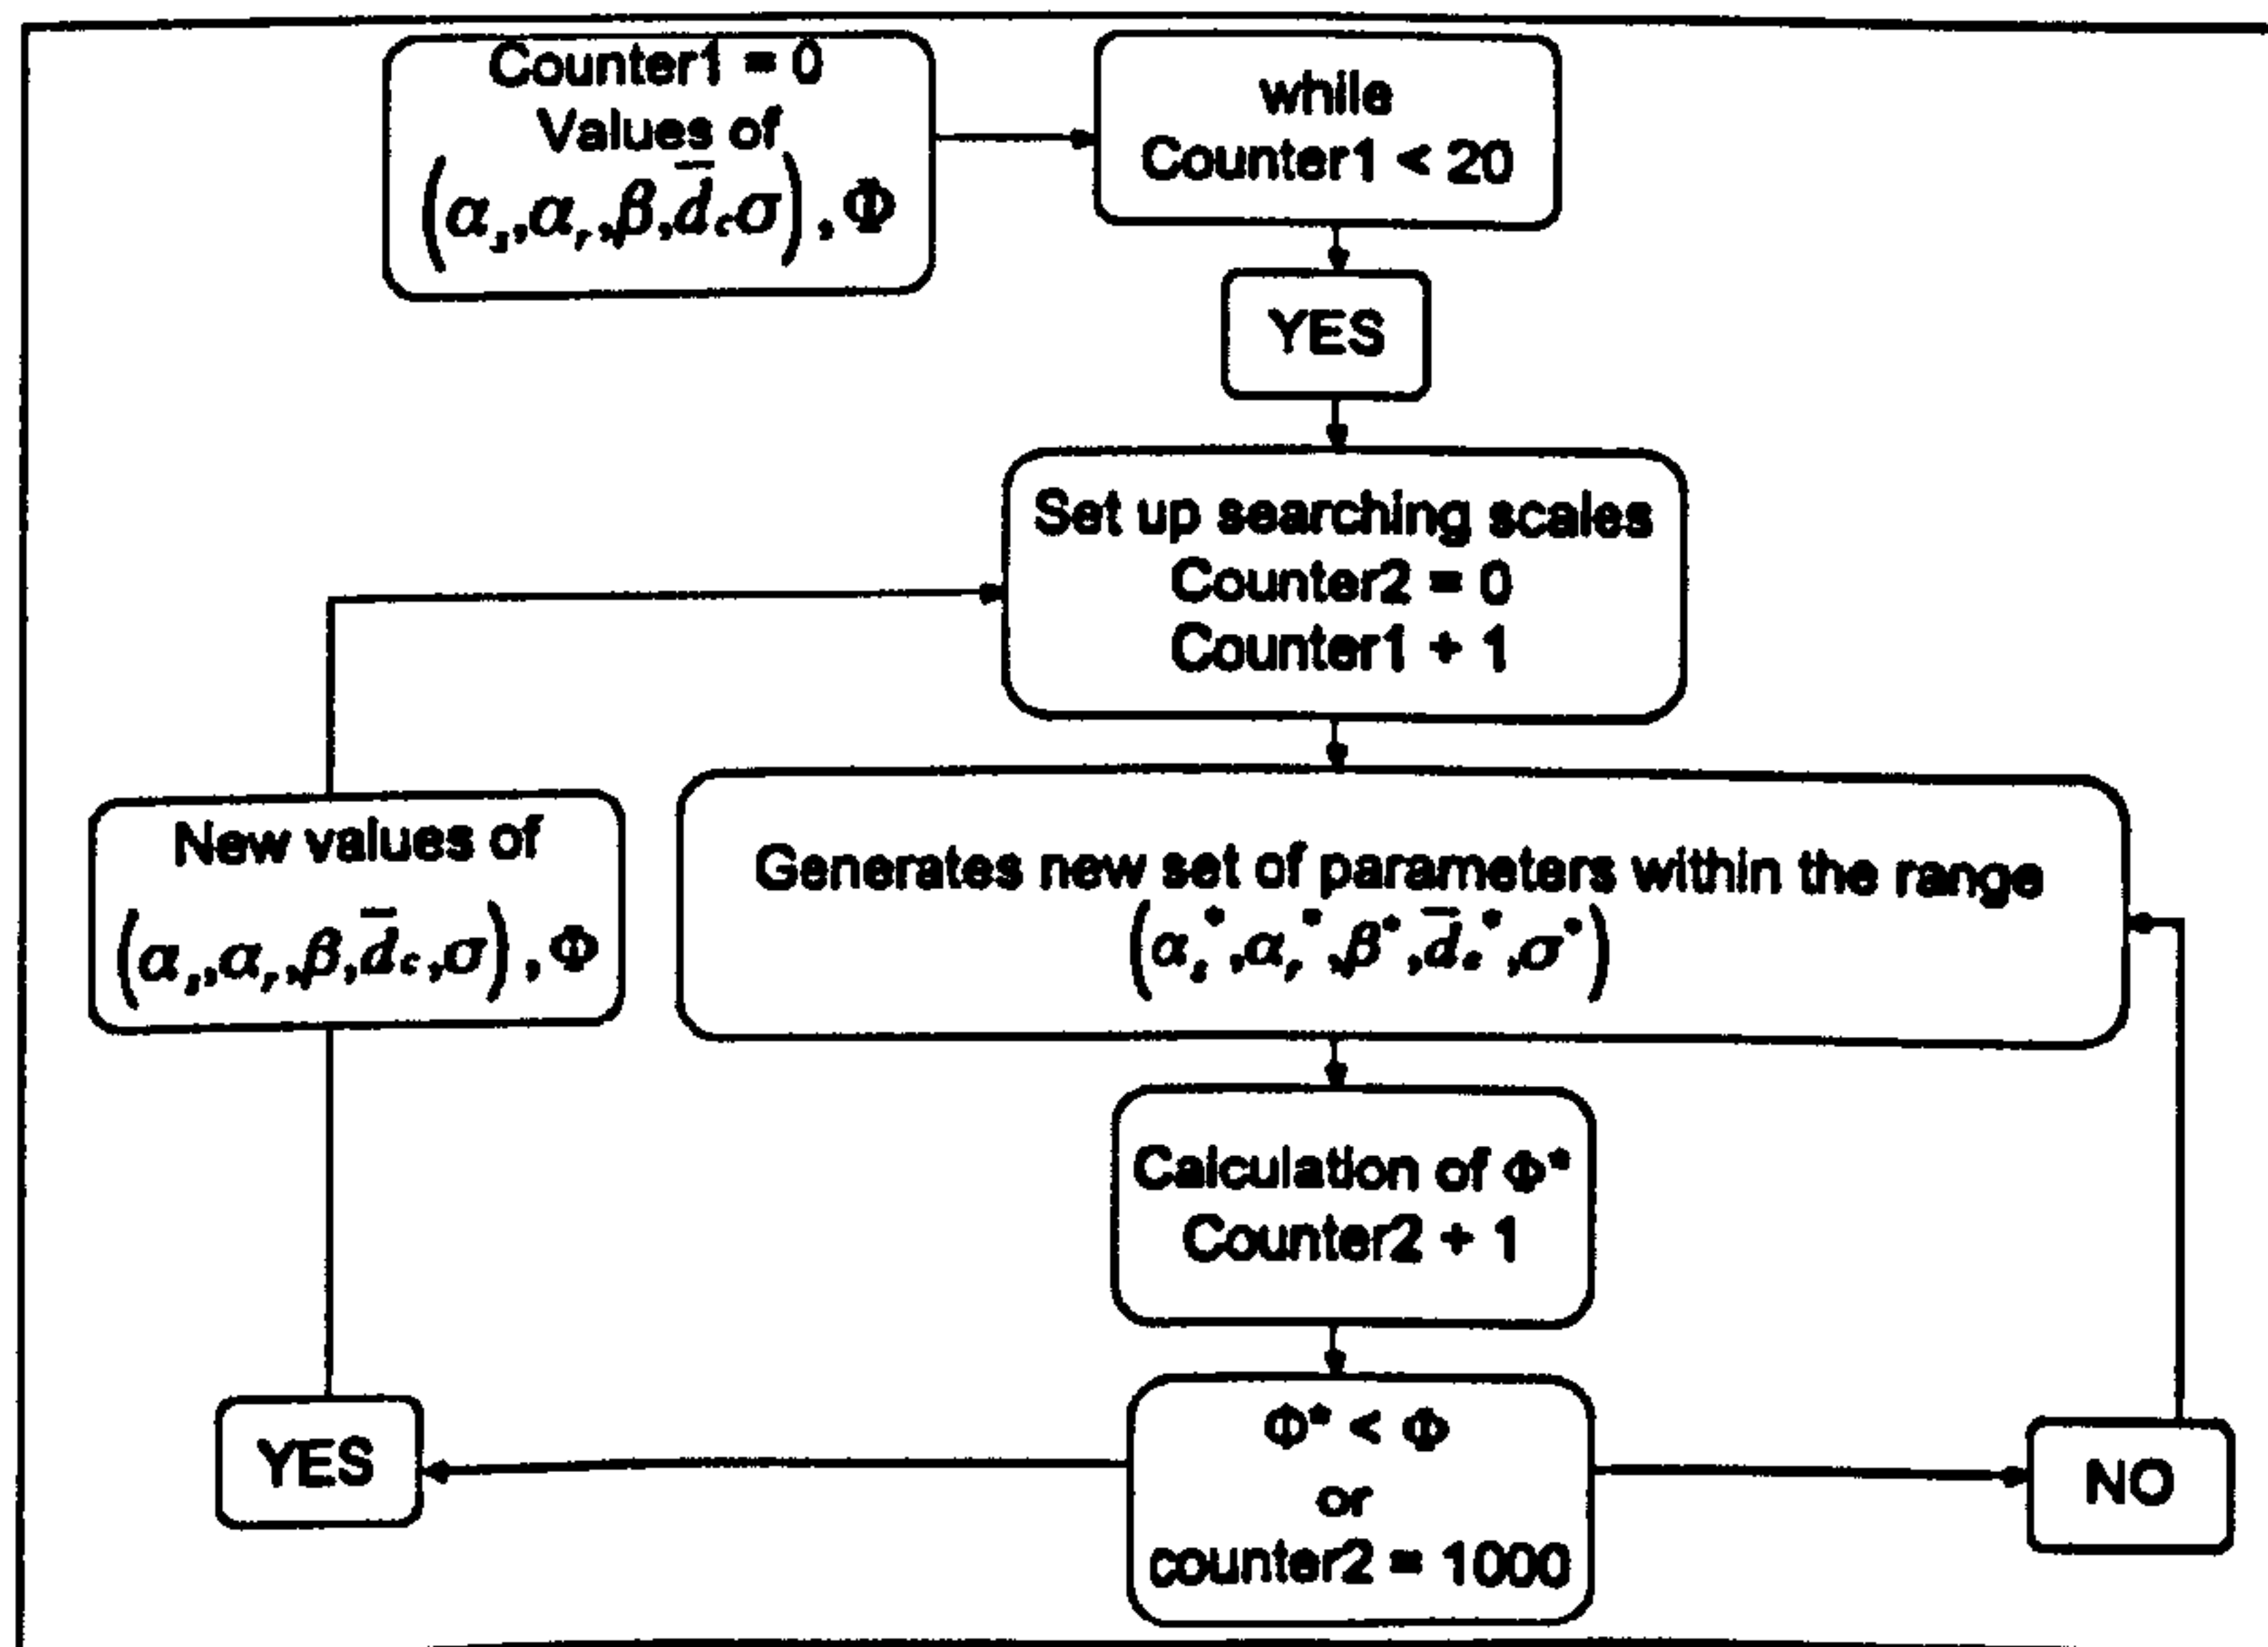 Counter1 = 0
Values of
(α_s, α_r, β, d̄_c σ), Φ
while
Counter1 < 20
YES
Set up searching scales
Counter2 = 0
Counter1 + 1
New values of
(α_s, α_r, β, d̄_c, σ), Φ
Generates new set of parameters within the range
(α_s*, α_r*, β*, d̄_c*, σ*)
Calculation of Φ*
Counter2 + 1
YES
Φ* < Φ
or
counter2 = 1000
NO